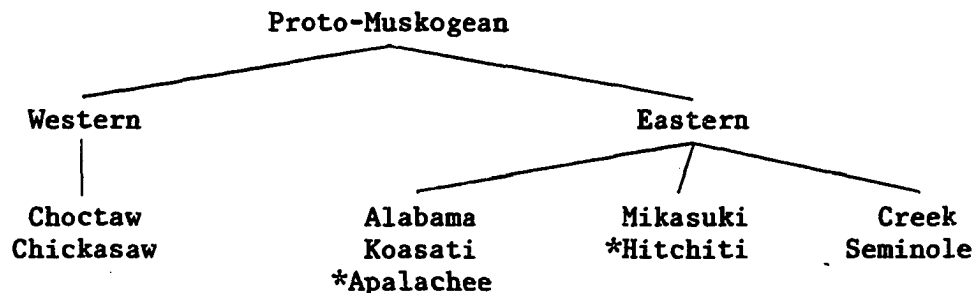 Proto-Muskogean
Western Eastern
Choctaw Alabama Mikasuki Creek
Chickasaw Koasati *Hitchiti Seminole
*Apalachee